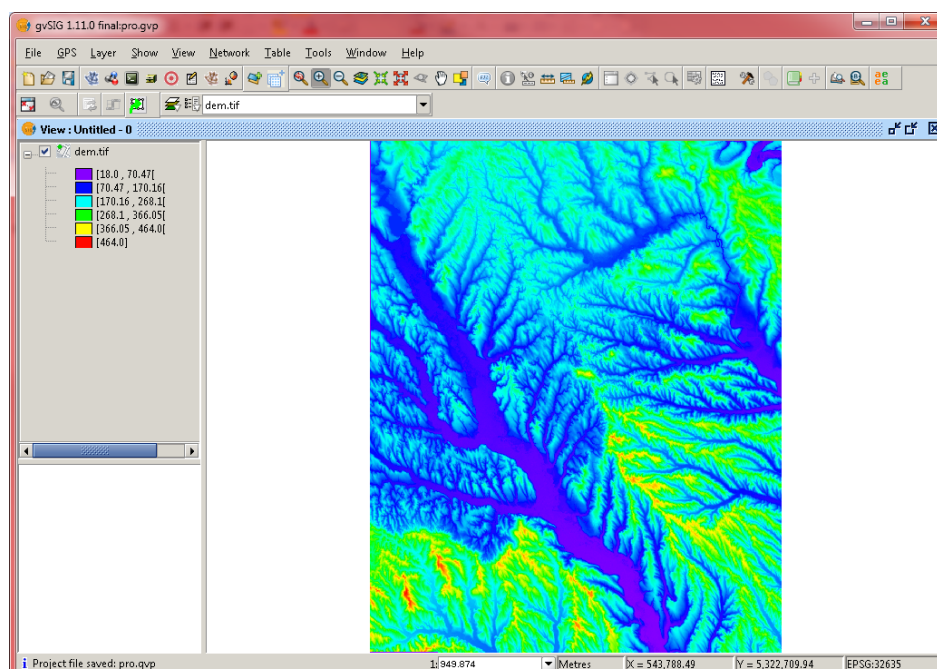 gvSIG 1.11.0 final:pro.gvp
File GPS Layer Show View Network Table Tools Window Help
dem.tif
View : Untitled - 0
dem.tif
[18.0 , 70.47[
[70.47 , 170.16[
[170.16 , 268.1[
[268.1 , 366.05[
[366.05 , 464.0[
[464.0]
Project file saved: pro.gvp 1: 949.874 Metres X = 543,788.49 Y = 5,322,709.94 EPSG:32635